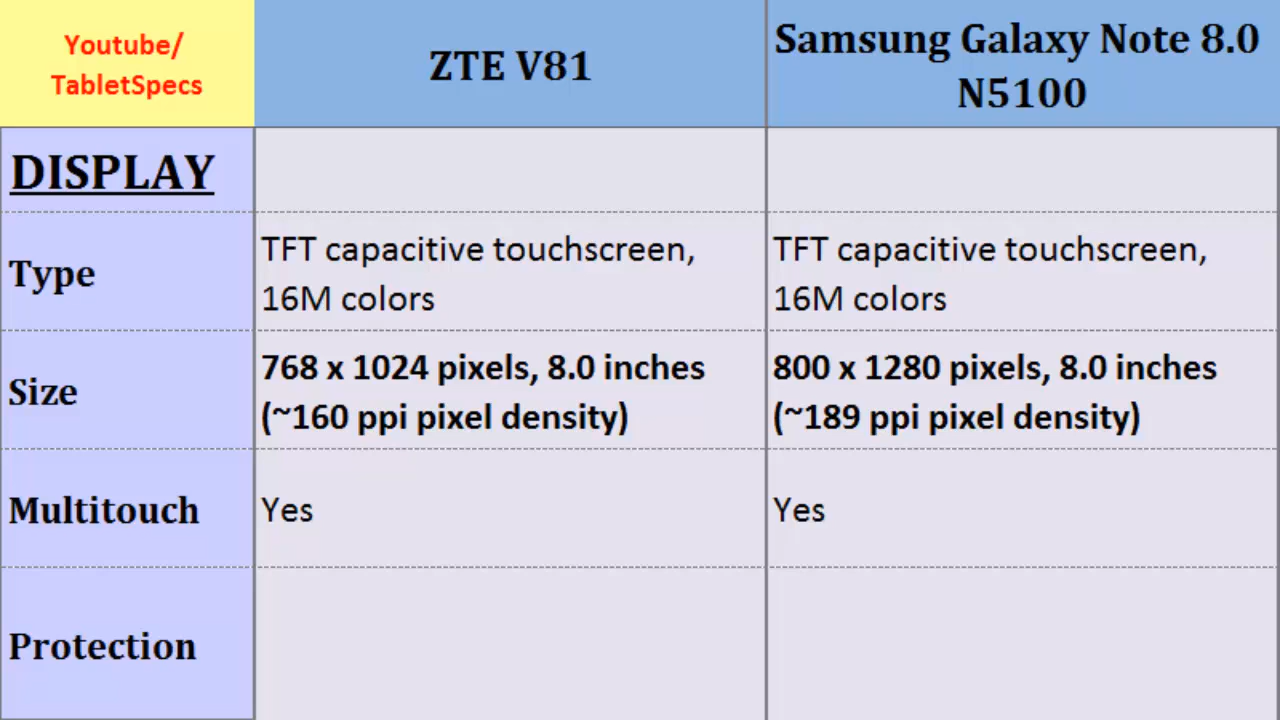 Youtube/
TabletSpecs
ZTE V81
Samsung Galaxy Note 8.0
N5100
DISPLAY
Type
TFT capacitive touchscreen,
16M colors
TFT capacitive touchscreen,
16M colors
Size
768 x 1024 pixels, 8.0 inches
(~160 ppi pixel density)
800 x 1280 pixels, 8.0 inches
(~189 ppi pixel density)
Multitouch
Yes
Yes
Protection